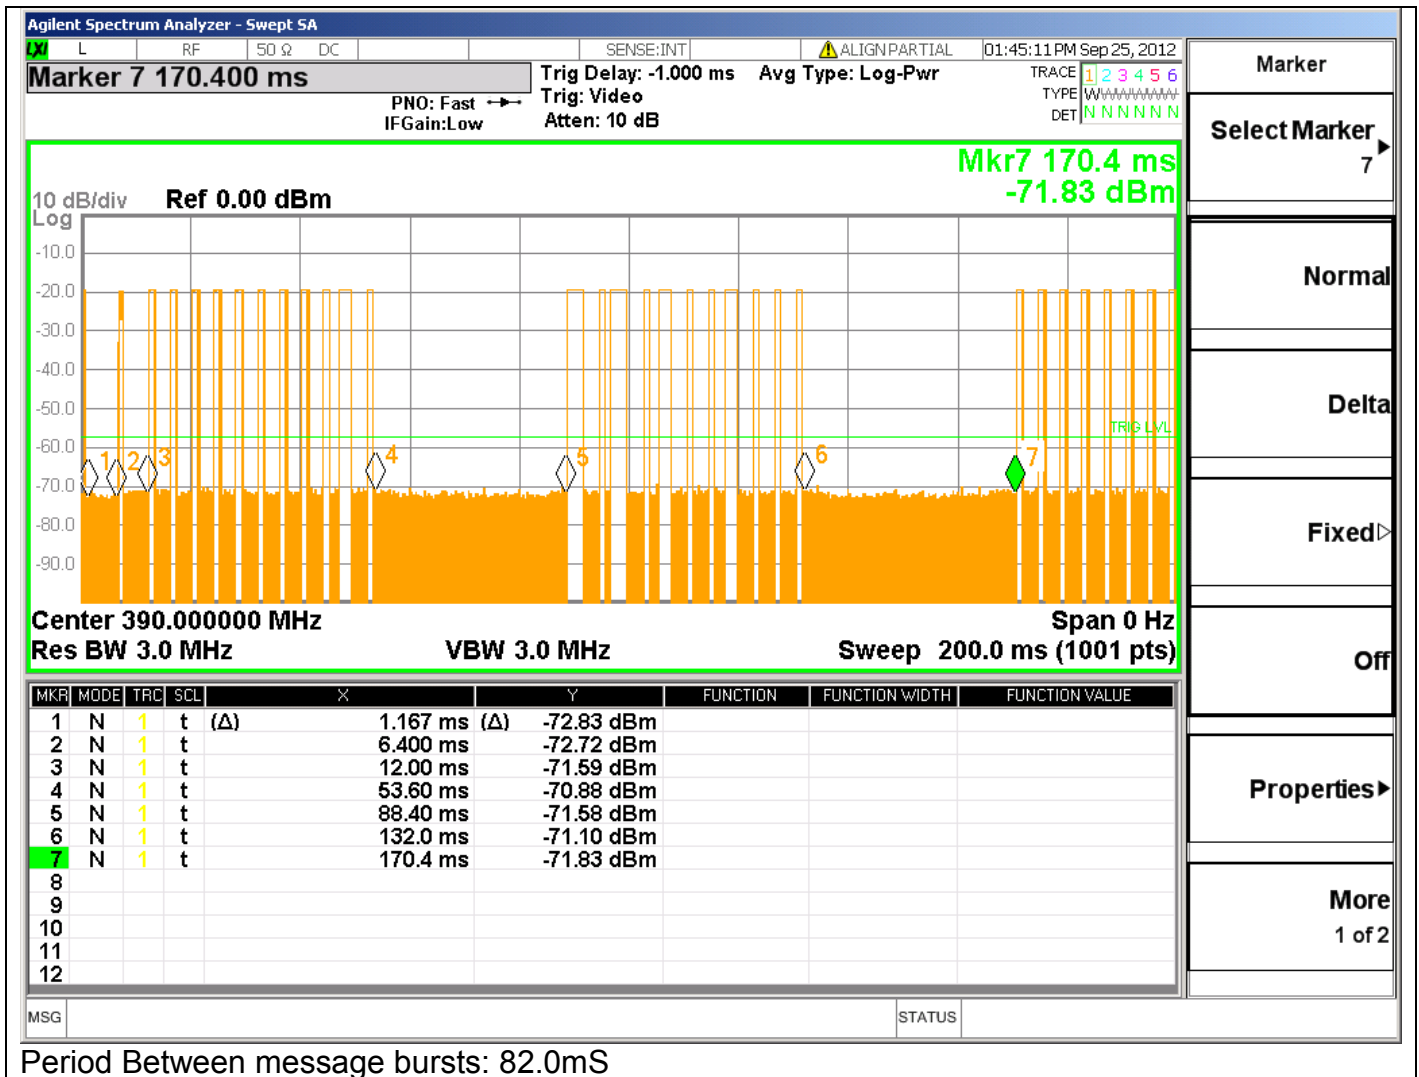 Agilent Spectrum Analyzer - Swept SA
LXI L RF 50 Ω DC SENSE:INT ALIGN PARTIAL 01:45:11 PM Sep 25, 2012
Marker 7 170.400 ms
PNO: Fast
IFGain:Low
Trig Delay: -1.000 ms
Trig: Video
Atten: 10 dB
Avg Type: Log-Pwr
TRACE 1 2 3 4 5 6
TYPE WWWWWW
DET N N N N N N
Mkr7 170.4 ms
-71.83 dBm
10 dB/div Ref 0.00 dBm
Log
-10.0
-20.0
-30.0
-40.0
-50.0
-60.0
-70.0
-80.0
-90.0
TRIG LVL
1 2 3 4 5 6 7
Center 390.000000 MHz Span 0 Hz
Res BW 3.0 MHz VBW 3.0 MHz Sweep 200.0 ms (1001 pts)
MKR MODE TRC SCL X Y FUNCTION FUNCTION WIDTH FUNCTION VALUE
1 N 1 t (Δ) 1.167 ms (Δ) -72.83 dBm
2 N 1 t 6.400 ms -72.72 dBm
3 N 1 t 12.00 ms -71.59 dBm
4 N 1 t 53.60 ms -70.88 dBm
5 N 1 t 88.40 ms -71.58 dBm
6 N 1 t 132.0 ms -71.10 dBm
7 N 1 t 170.4 ms -71.83 dBm
8
9
10
11
12
MSG STATUS
Marker
Select Marker
7
Normal
Delta
Fixed
Off
Properties
More
1 of 2
Period Between message bursts: 82.0mS